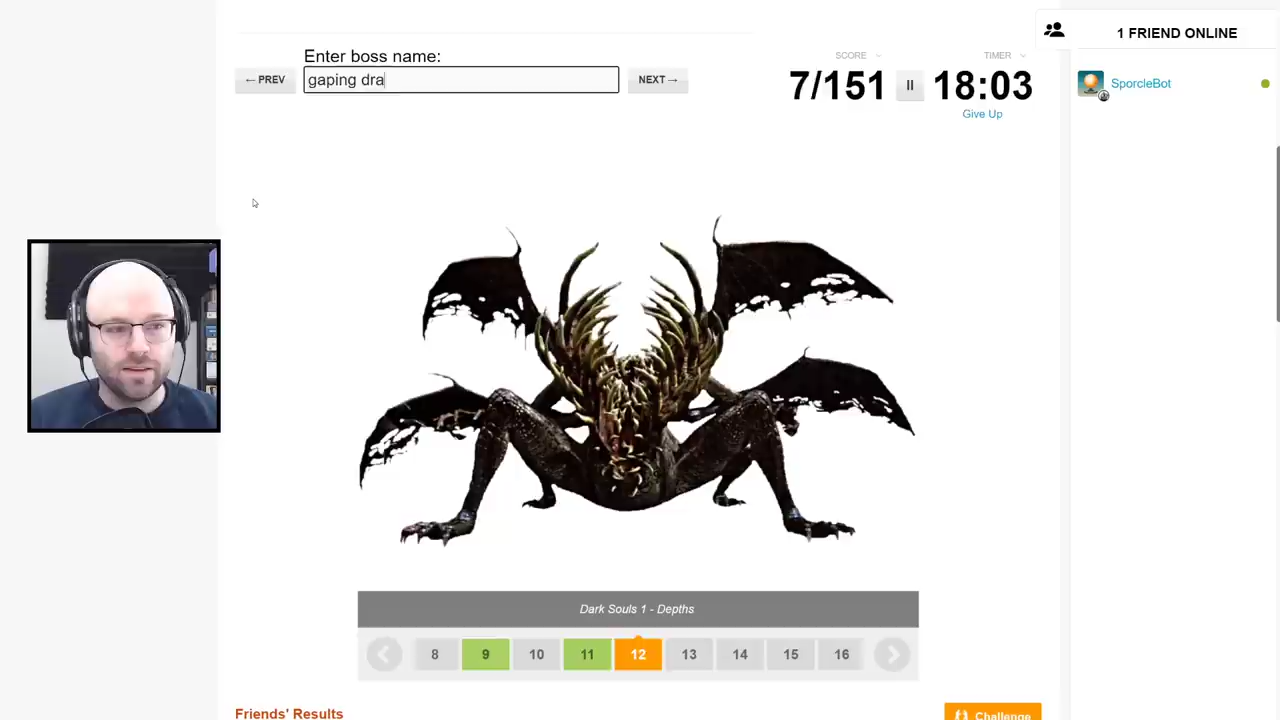 1 FRIEND ONLINE
Enter boss name:
SCORE
TIMER
← PREV
gaping dra
NEXT →
7/151
18:03
SporcleBot
Give Up
Dark Souls 1 - Depths
8
9
10
11
12
13
14
15
16
Friends' Results
Challenge